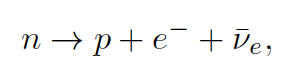 n → p + e⁻ + ν̄ₑ,